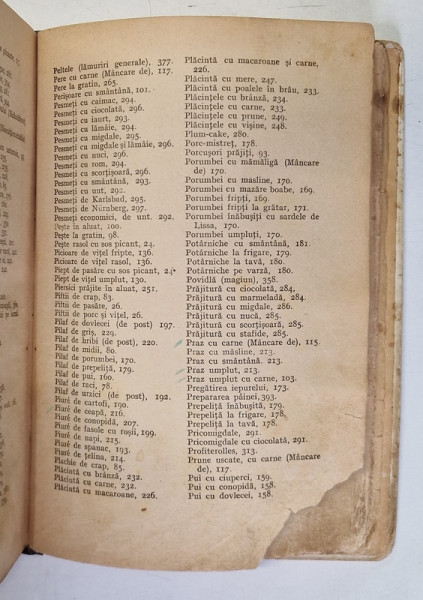 Peltele (lămuriri generale), 377.
Pere cu carne (Mâncare de), 117.
Pere la gratin, 265.
Perișoare cu smântână, 101.
Pesmeți cu caimac, 294.
Pesmeți cu ciocolată, 296.
Pesmeți cu iaurt, 293.
Pesmeți cu lămâie, 294.
Pesmeți cu migdale, 295.
Pesmeți cu migdale și lămâie, 296.
Pesmeți cu nuci, 296.
Pesmeți cu rom, 294.
Pesmeți cu scorțișoară, 296.
Pesmeți cu smântână, 293.
Pesmeți cu unt, 292.
Pesmeți de Karlsbad, 295.
Pesmeți de Nürnberg, 297.
Pesmeți economici, de unt. 292.
Pește în aluat, 100.
Pește la gratin, 98.
Pește rasol cu sos picant, 24.
Picioare de vițel fripte, 136.
Picioare de vițel rasol, 136.
Piept de pasăre cu sos picant, 24.
Piept de vițel umplut, 130.
Piersici prăjite în aluat, 251.
Piftii de crap, 83.
Piftii de pasăre, 26.
Piftii de porc și vițel, 26.
Pilaf de dovlecei (de post) 197.
Pilaf de griș, 229.
Pilaf de hribi (de post), 220.
Pilaf de midii, 80.
Pilaf de porumbei, 170.
Pilaf de prepeliță, 179.
Pilaf de pui, 160.
Pilaf de raci, 78.
Pilaf de urzici (de post), 192.
Piuré de cartofi, 190.
Piuré de ceapă, 216.
Piuré de conopidă, 207.
Piuré de fasole cu roșii, 199.
Piuré de napi, 215.
Piuré de spanac, 193.
Piuré de țelina, 214.
Plachie de crap, 85.
Plăcintă cu brânză, 232.
Plăcintă cu carne, 232.
Plăcintă cu macaroane, 226.
Plăcintă cu macaroane și carne,
226.
Plăcintă cu mere, 247.
Plăcintă cu poalele în brâu, 233.
Plăcințele cu brânză, 234.
Plăcințele cu carne, 233.
Plăcințele cu prune, 249.
Plăcințele cu vișine, 248.
Plum-cake, 280.
Porc-mistreț, 178.
Porcușori prăjiți, 93.
Porumbei cu mămăligă (Mâncare
de) 170.
Porumbei cu masline, 170.
Porumbei cu mazăre boabe, 169.
Porumbei fripți, 169.
Porumbei fripți la grătar, 171.
Porumbei înăbușiți cu sardele de
Lissa, 170.
Porumbei umpluți, 170.
Potârniche cu smântână, 181.
Potârniche la frigare, 179.
Potârniche la tavă, 180.
Potârniche pe varză, 180.
Povidlă (magiun), 358.
Prăjitură cu ciocolată, 284,
Prăjitură cu marmeladă, 284.
Prăjitură cu migdale, 286.
Prăjitură cu nucă, 285.
Prăjitură cu scorțișoară, 285.
Prăjitură cu stafide, 285.
Praz cu carne (Mâncare de), 115.
Praz cu măsline, 213.
Praz cu smântână. 213.
Praz umplut, 213.
Praz umplut cu carne, 103.
Pregătirea iepurelui, 173.
Prepararea pâinei, 393.
Prepeliță înăbușită, 179.
Prepeliță la frigare, 178.
Prepeliță la tavă, 178.
Pricomigdale, 291.
Pricomigdale cu ciocolată, 291.
Profiterolles, 313.
Prune uscate, cu carne (Mâncare
de), 117.
Pui cu ciuperci, 159.
Pui cu conopidă, 158.
Pui cu dovlecei, 158.